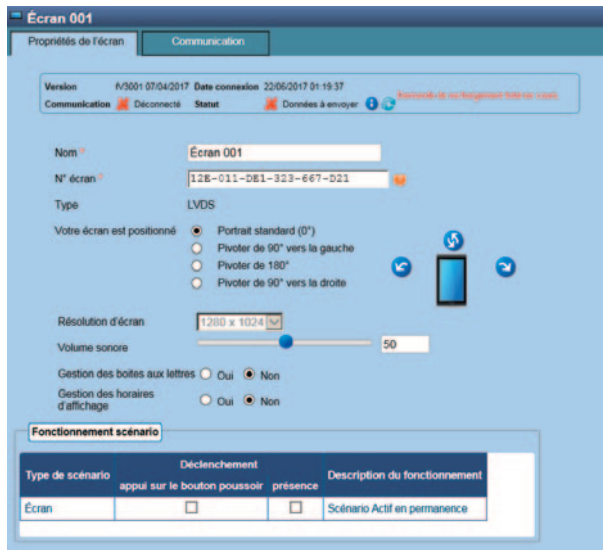 Écran 001
Propriétés de l'écran Communication
Version fV3001 07/04/2017 Date connexion 22/06/2017 01:19:37
Communication Déconnecté Statut Données à envoyer
Nom
Écran 001
N° écran
12E-011-DE1-323-667-D21
Type LVDS
Votre écran est positionné Portrait standard (0°)
Pivoter de 90° vers la gauche
Pivoter de 180°
Pivoter de 90° vers la droite
Résolution d'écran 1280 x 1024
Volume sonore 50
Gestion des boites aux lettres Oui Non
Gestion des horaires
d'affichage Oui Non
Fonctionnement scénario
Type de scénario Déclenchement Description du fonctionnement
appui sur le bouton poussoir présence
Écran Scénario Actif en permanence